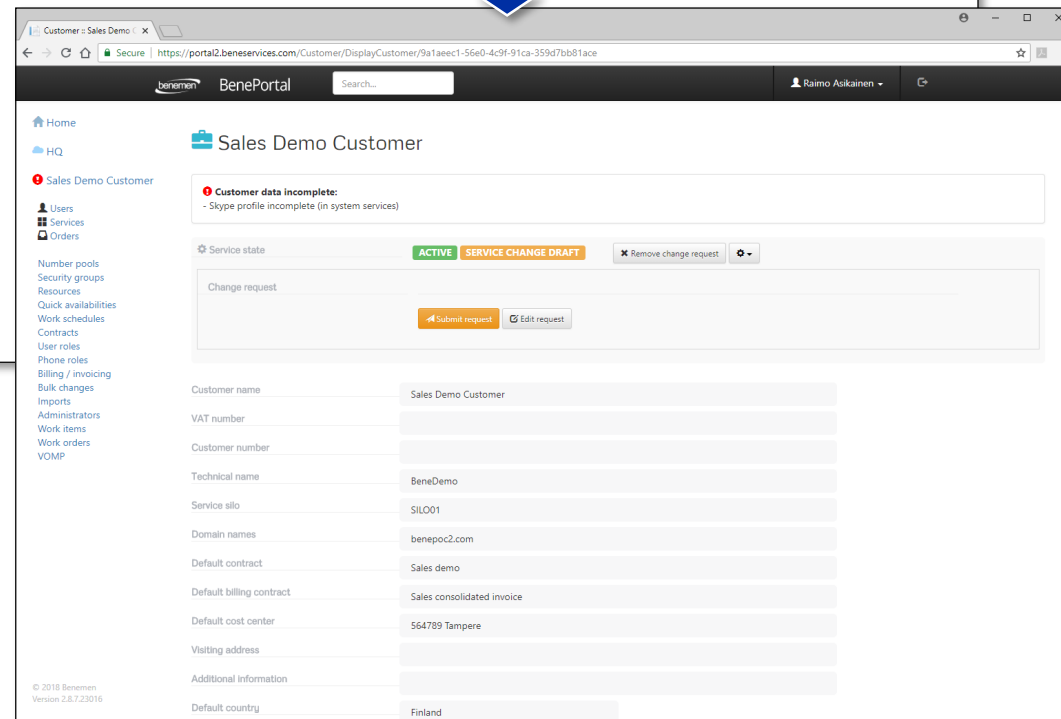 Customer :: Sales Demo C
Secure | https://portal2.beneservices.com/Customer/DisplayCustomer/9a1aeec1-56e0-4c9f-91ca-359d7bb81ace
benemen BenePortal Search... Raimo Asikainen
Home
HQ
Sales Demo Customer
Users
Services
Orders
Number pools
Security groups
Resources
Quick availabilities
Work schedules
Contracts
User roles
Phone roles
Billing / invoicing
Bulk changes
Imports
Administrators
Work items
Work orders
VOMP
© 2018 Benemen
Version 2.8.7.23016
Sales Demo Customer
Customer data incomplete:
- Skype profile incomplete (in system services)
Service state ACTIVE SERVICE CHANGE DRAFT Remove change request
Change request
Submit request Edit request
Customer name Sales Demo Customer
VAT number
Customer number
Technical name BeneDemo
Service silo SILO01
Domain names benepoc2.com
Default contract Sales demo
Default billing contract Sales consolidated invoice
Default cost center 564789 Tampere
Visiting address
Additional information
Default country Finland